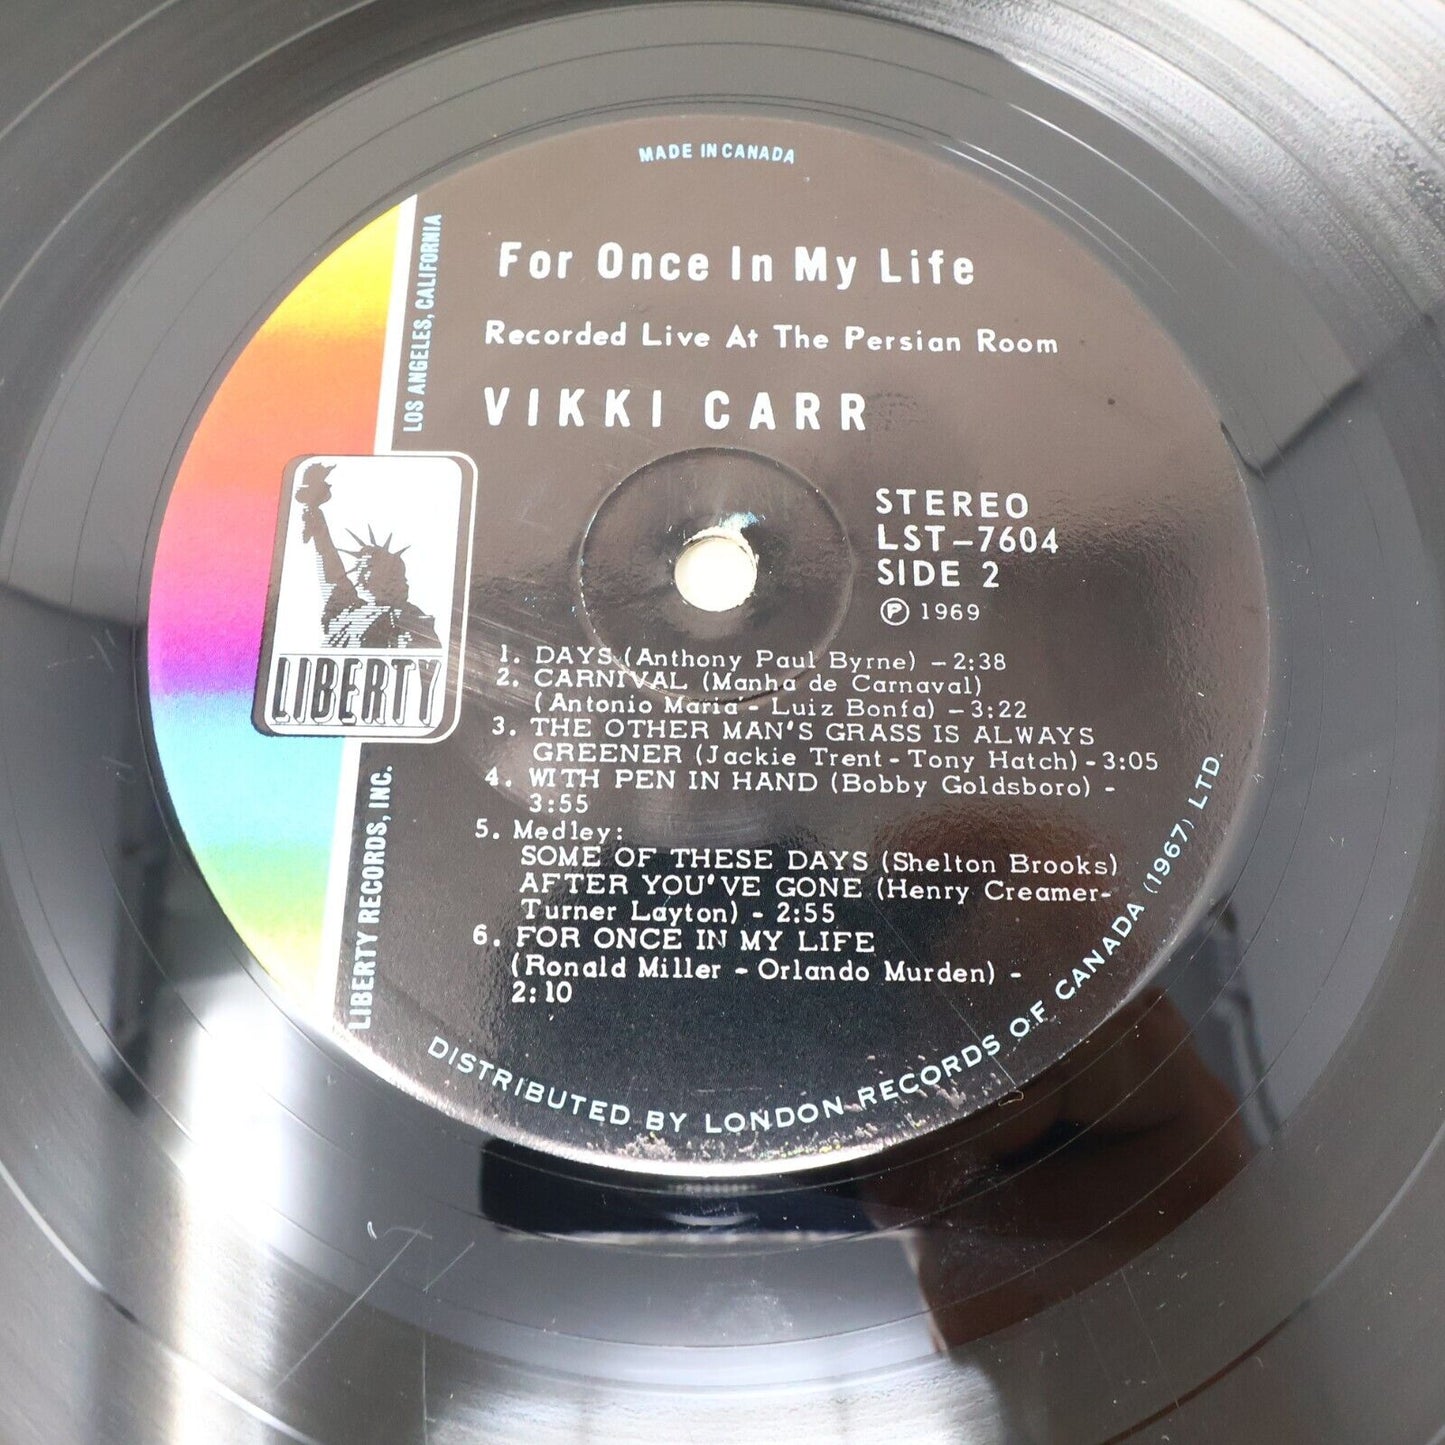 MADE IN CANADA
For Once In My Life
Recorded Live At The Persian Room
VIKKI CARR
STEREO
LST-7604
SIDE 2
Ⓟ 1969
1. DAYS (Anthony Paul Byrne) - 2:38
2. CARNIVAL (Manha de Carnaval)
(Antonio Maria - Luiz Bonfa) - 3:22
3. THE OTHER MAN'S GRASS IS ALWAYS
GREENER (Jackie Trent - Tony Hatch) - 3:05
4. WITH PEN IN HAND (Bobby Goldsboro) -
3:55
5. Medley:
SOME OF THESE DAYS (Shelton Brooks)
AFTER YOU'VE GONE (Henry Creamer-
Turner Layton) - 2:55
6. FOR ONCE IN MY LIFE
(Ronald Miller - Orlando Murden) -
2:10
LIBERTY
LIBERTY RECORDS, INC.
LOS ANGELES, CALIFORNIA
DISTRIBUTED BY LONDON RECORDS OF CANADA (1967) LTD.